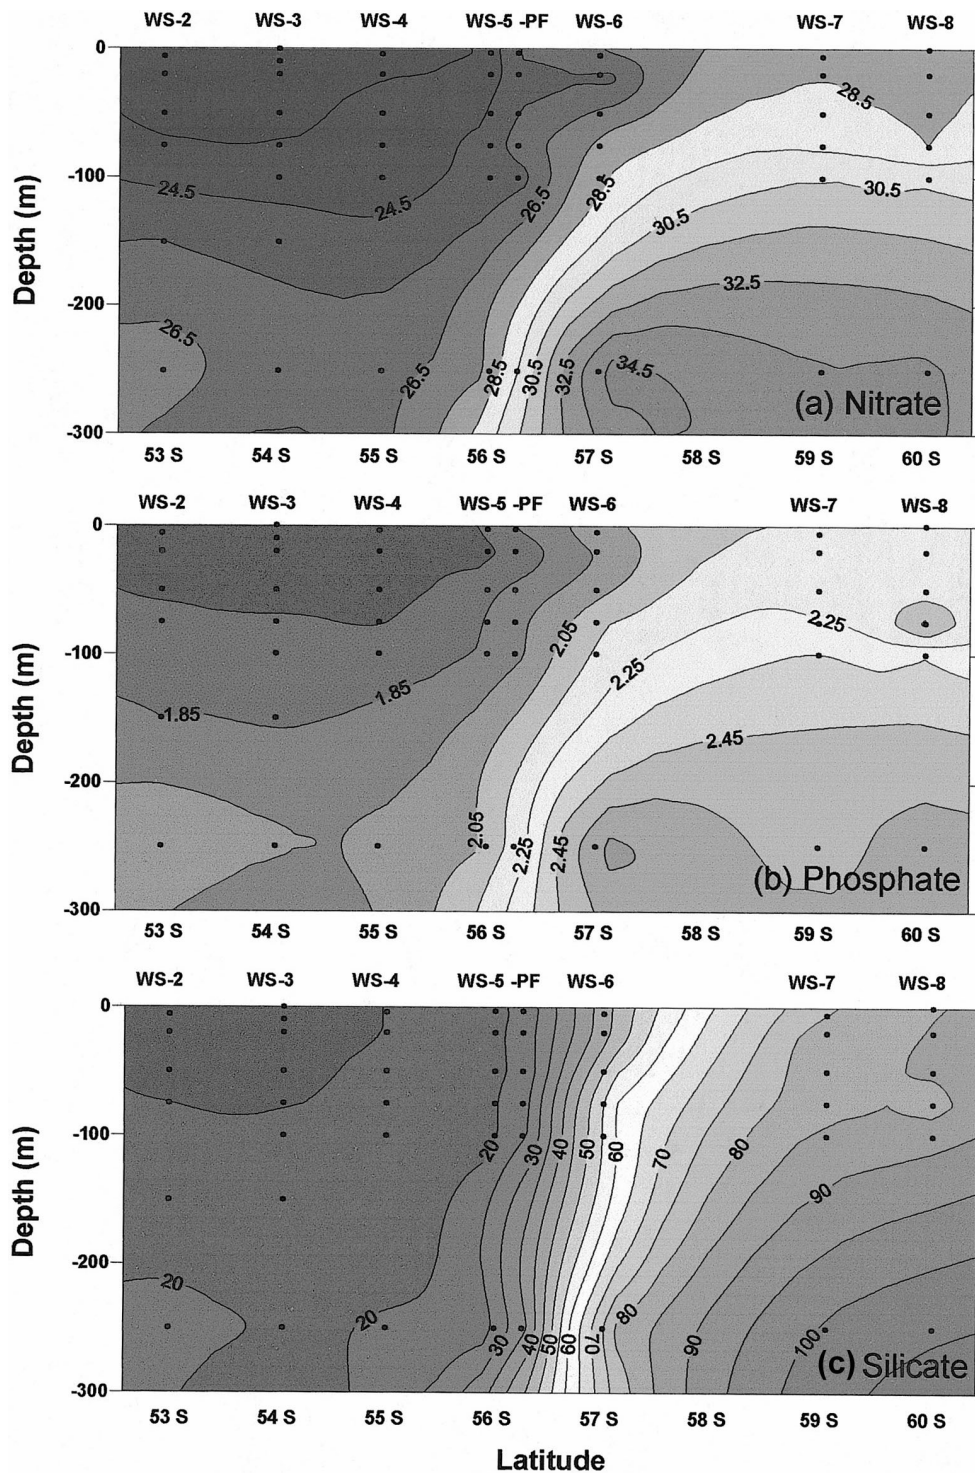 WS-2 WS-3 WS-4 WS-5 -PF WS-6 WS-7 WS-8
0
28.5
-100
24.5 24.5 26.5 28.5 30.5 30.5
Depth (m)
-200
32.5
26.5 26.5 28.5 30.5 32.5 34.5
(a) Nitrate
-300
53 S 54 S 55 S 56 S 57 S 58 S 59 S 60 S
WS-2 WS-3 WS-4 WS-5 -PF WS-6 WS-7 WS-8
0
2.25
-100
2.05
2.25
1.85 1.85
Depth (m)
2.45
-200
2.05 2.25 2.45
(b) Phosphate
-300
53 S 54 S 55 S 56 S 57 S 58 S 59 S 60 S
WS-2 WS-3 WS-4 WS-5 -PF WS-6 WS-7 WS-8
0
-100
20 30 40 50 60 70 80
90
Depth (m)
-200
20 20 30 40 50 60 70 80 90 100
(c) Silicate
-300
53 S 54 S 55 S 56 S 57 S 58 S 59 S 60 S
Latitude